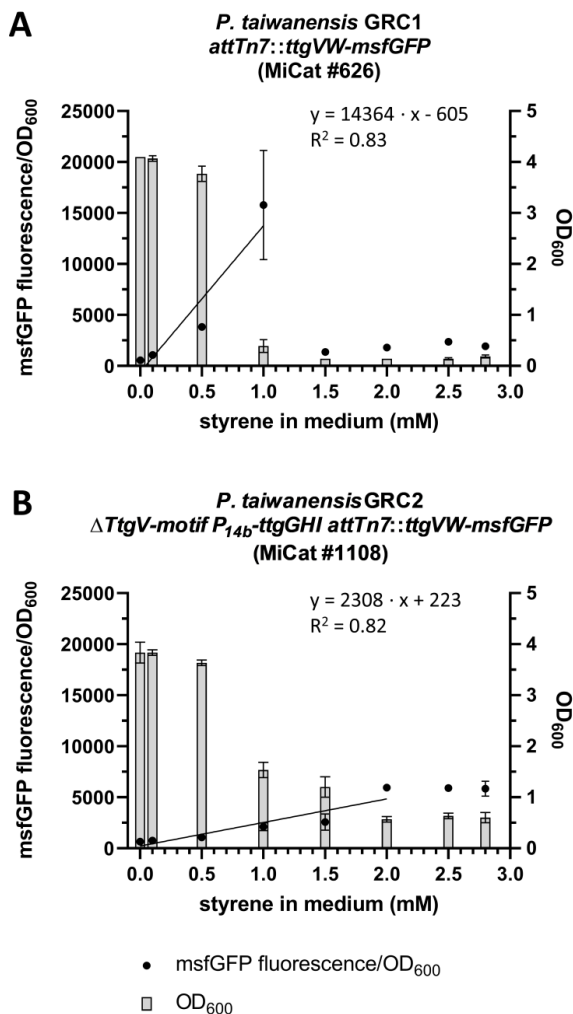 A
P. taiwanensis GRC1
attTn7::ttgVW-msfGFP
(MiCat #626)
y = 14364 · x - 605
R² = 0.83
msfGFP fluorescence/OD₆₀₀
25000
20000
15000
10000
5000
0
5
4
3
2
1
0
OD₆₀₀
0.0 0.5 1.0 1.5 2.0 2.5 3.0
styrene in medium (mM)
B
P. taiwanensis GRC2
ΔTtgV-motif P₁₄b-ttgGHI attTn7::ttgVW-msfGFP
(MiCat #1108)
y = 2308 · x + 223
R² = 0.82
msfGFP fluorescence/OD₆₀₀
25000
20000
15000
10000
5000
0
5
4
3
2
1
0
OD₆₀₀
0.0 0.5 1.0 1.5 2.0 2.5 3.0
styrene in medium (mM)
msfGFP fluorescence/OD₆₀₀
OD₆₀₀